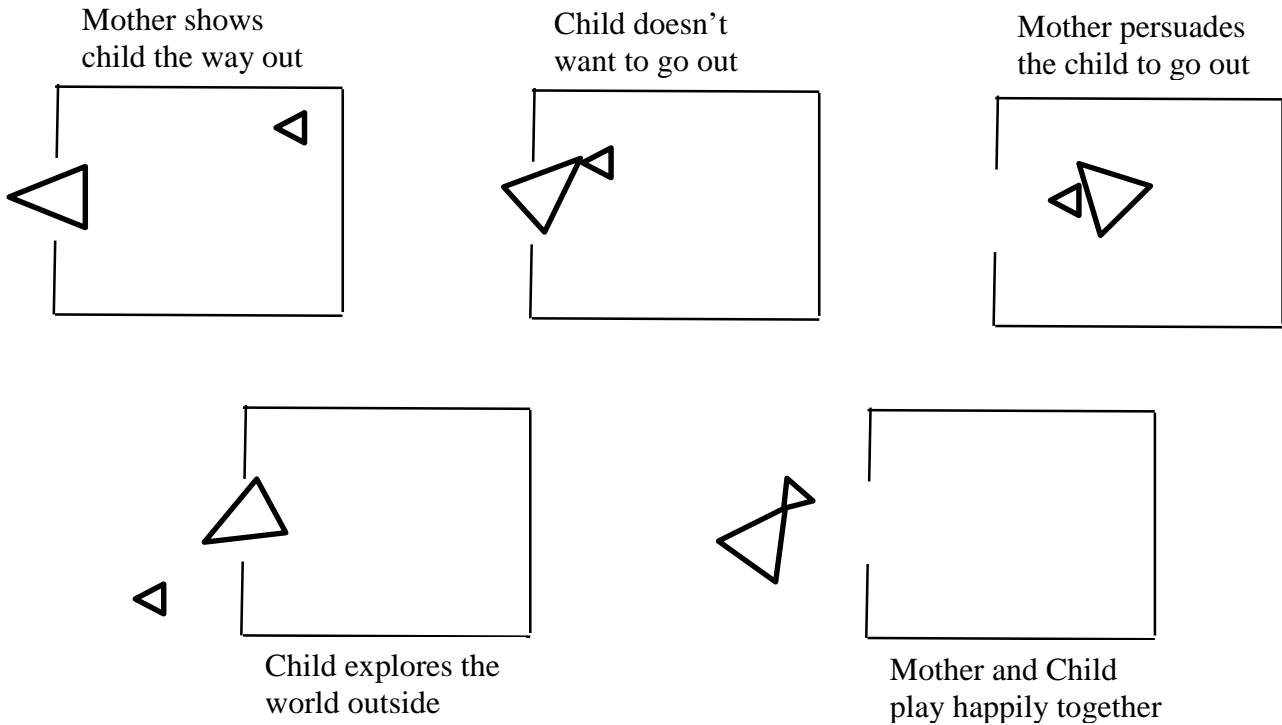 Mother shows
child the way out
Child doesn’t
want to go out
Mother persuades
the child to go out
Child explores the
world outside
Mother and Child
play happily together